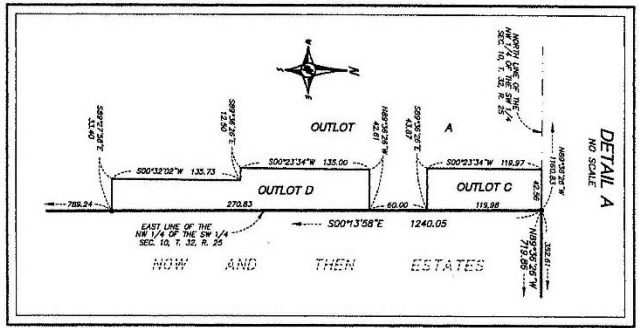 DETAIL A
NO SCALE
NORTH LINE OF THE
NW 1/4 OF THE SW 1/4
SEC. 10, T. 32, R. 25
N
S
E
N89°36'26"W
1160.83
OUTLOT A
S89°27'58"E
33.40
S89°36'26"E
12.50
N89°36'26"W
42.61
S89°36'26"E
43.87
S00°32'02"W 135.73
S00°23'34"W 135.00
S00°23'34"W 119.97
42.56
OUTLOT D
OUTLOT C
789.24
270.83
60.00
119.96
352.61
EAST LINE OF THE
NW 1/4 OF THE SW 1/4
SEC. 10, T. 32, R. 25
S00°13'58"E 1240.05
N89°36'26"W
719.86
NOW AND THEN ESTATES